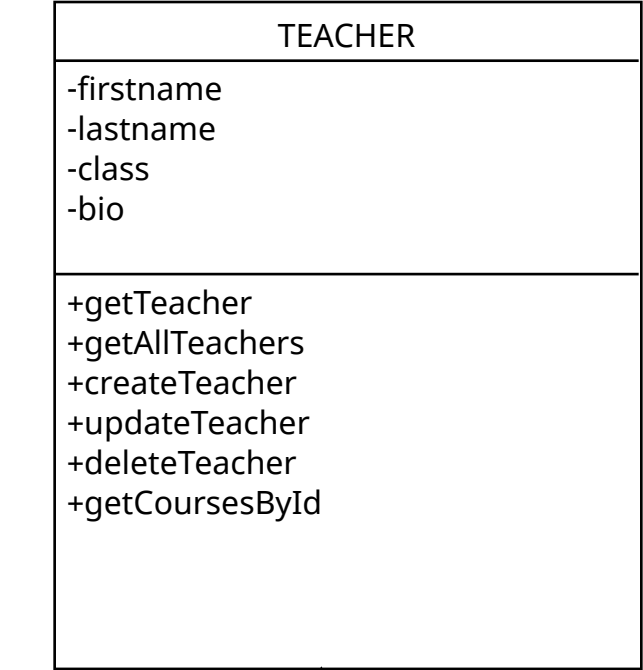 TEACHER
-firstname
-lastname
-class
-bio
+getTeacher
+getAllTeachers
+createTeacher
+updateTeacher
+deleteTeacher
+getCoursesById